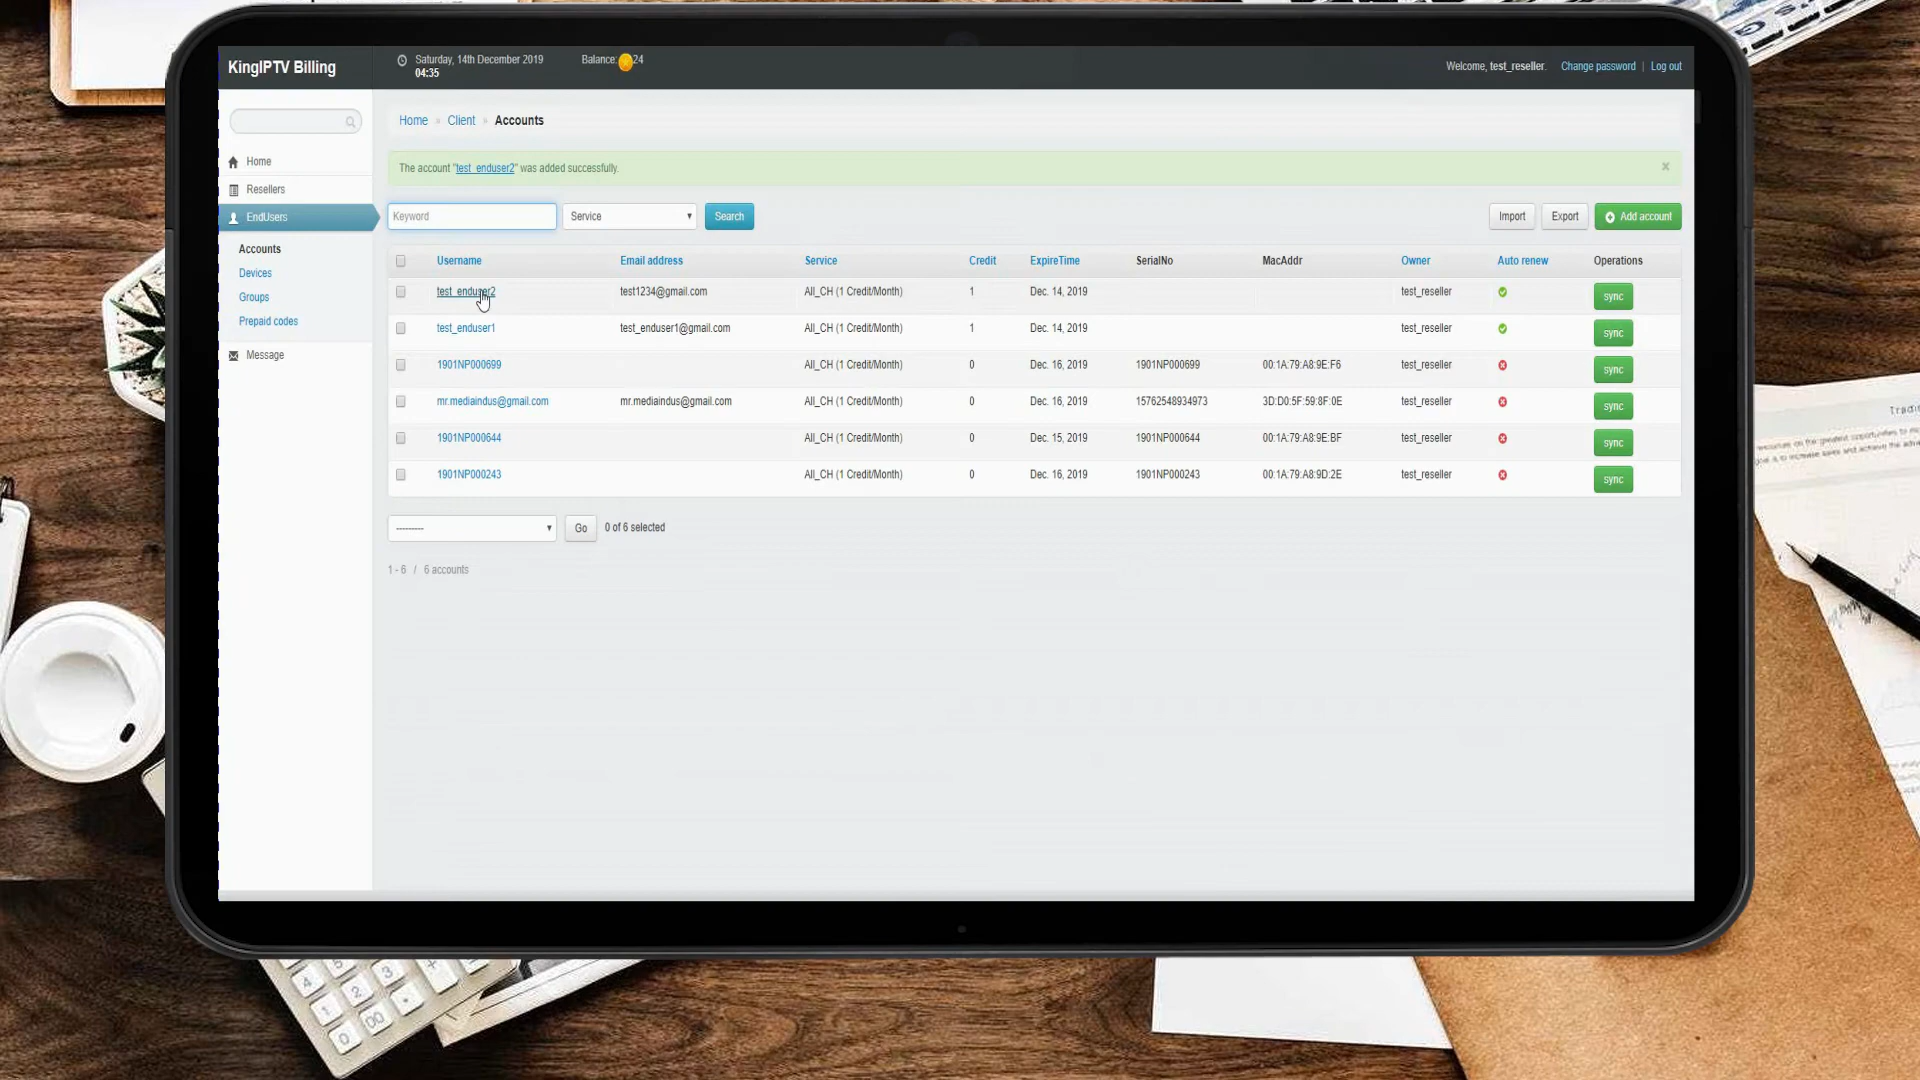 KingIPTV Billing
Saturday, 14th December 2019
04:35
Balance: 24
Welcome, test_reseller. Change password | Log out
Home » Client » Accounts
The account "test_enduser2" was added successfully. ×
Home
Resellers
EndUsers
Accounts
Devices
Groups
Prepaid codes
Message
Keyword Service Search Import Export Add account
Username Email address Service Credit ExpireTime SerialNo MacAddr Owner Auto renew Operations
test_enduser2 test1234@gmail.com All_CH (1 Credit/Month) 1 Dec. 14, 2019 test_reseller sync
test_enduser1 test_enduser1@gmail.com All_CH (1 Credit/Month) 1 Dec. 14, 2019 test_reseller sync
1901NP000699 All_CH (1 Credit/Month) 0 Dec. 16, 2019 1901NP000699 00:1A:79:A8:9E:F6 test_reseller sync
mr.mediaindus@gmail.com mr.mediaindus@gmail.com All_CH (1 Credit/Month) 0 Dec. 16, 2019 15762548934973 3D:D0:5F:59:8F:0E test_reseller sync
1901NP000644 All_CH (1 Credit/Month) 0 Dec. 15, 2019 1901NP000644 00:1A:79:A8:9E:BF test_reseller sync
1901NP000243 All_CH (1 Credit/Month) 0 Dec. 16, 2019 1901NP000243 00:1A:79:A8:9D:2E test_reseller sync
--------- Go 0 of 6 selected
1 - 6 / 6 accounts
4
3
2
1
0
00